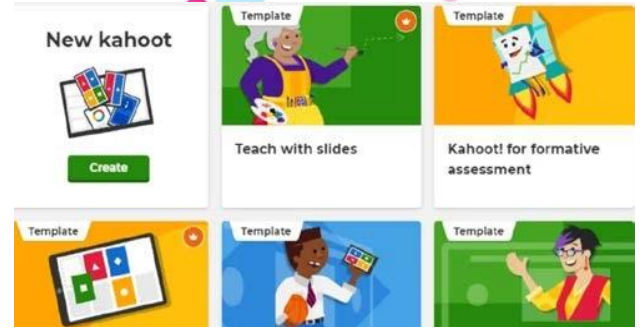 New kahoot
Create
Template
Teach with slides
Template
Kahoot! for formative
assessment
Template
Template
Template